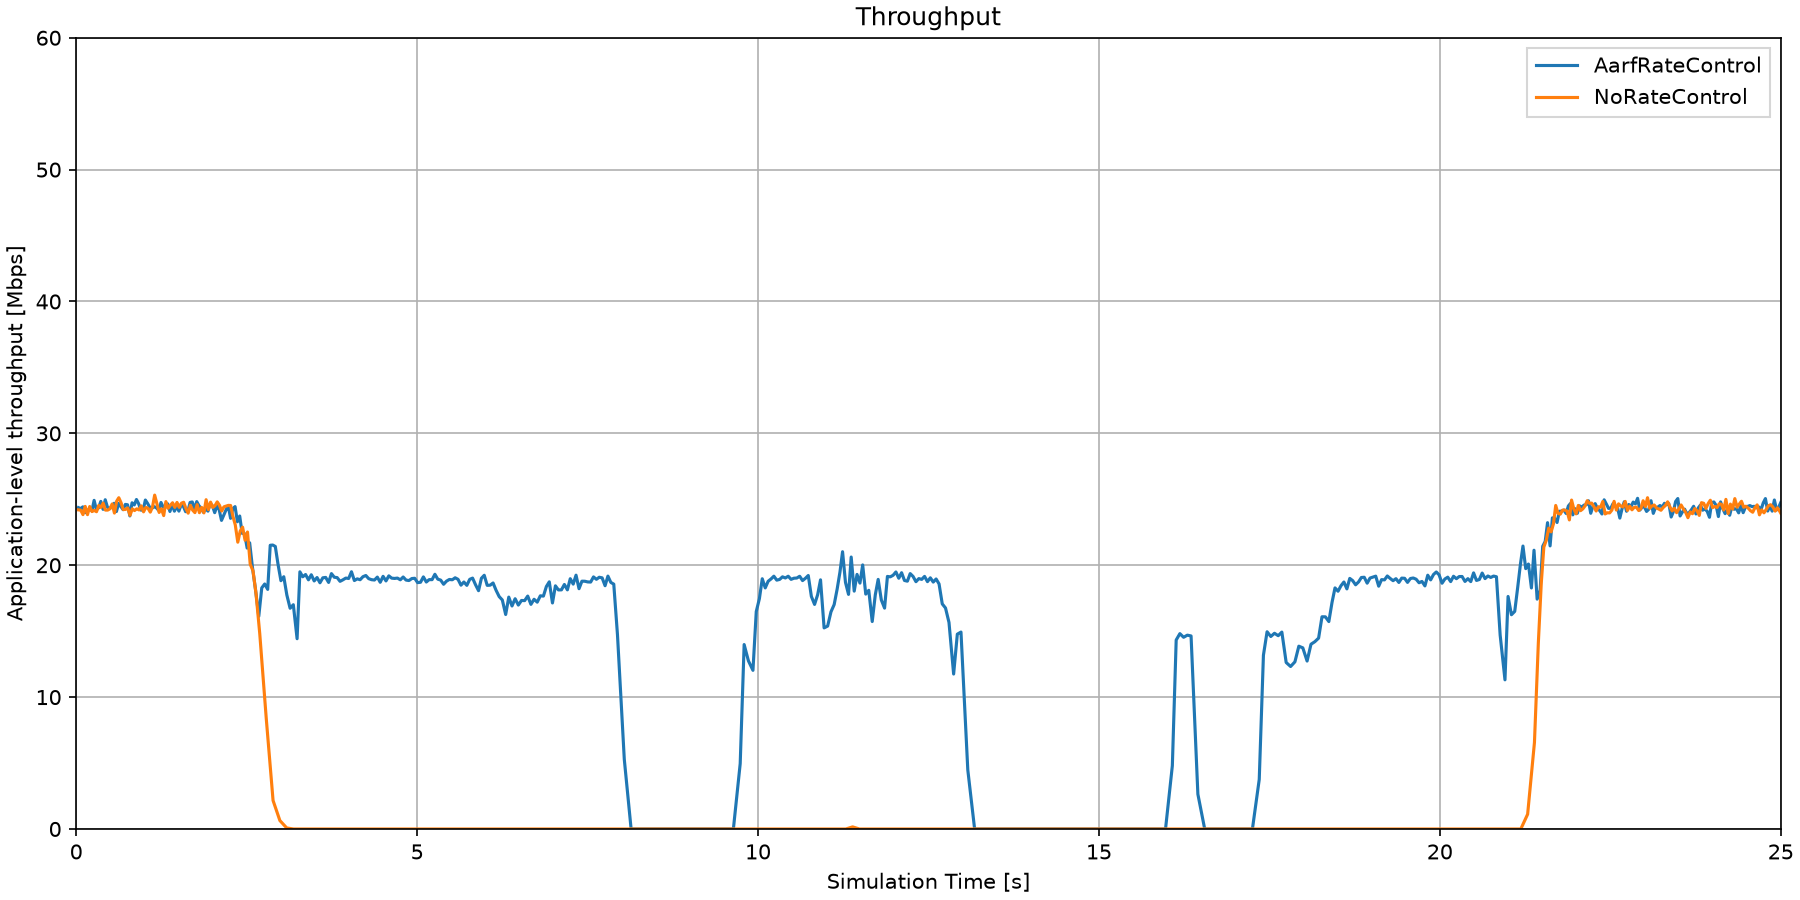 Throughput
60
50
40
30
20
10
0
Application-level throughput [Mbps]
AarfRateControl
NoRateControl
0 5 10 15 20 25
Simulation Time [s]